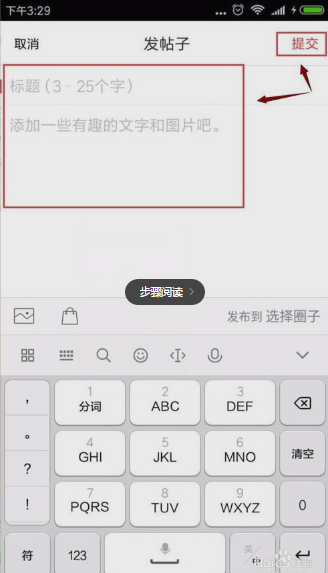 下午3:29
取消 发帖子 提交
标题（3－25个字）
添加一些有趣的文字和图片吧。
步骤阅读
发布到 选择圈子
， 1 分词 2 ABC 3 DEF
。 4 GHI 5 JKL 6 MNO 清空
？ 7 PQRS 8 TUV 9 WXYZ 0
！
符 123 英/中